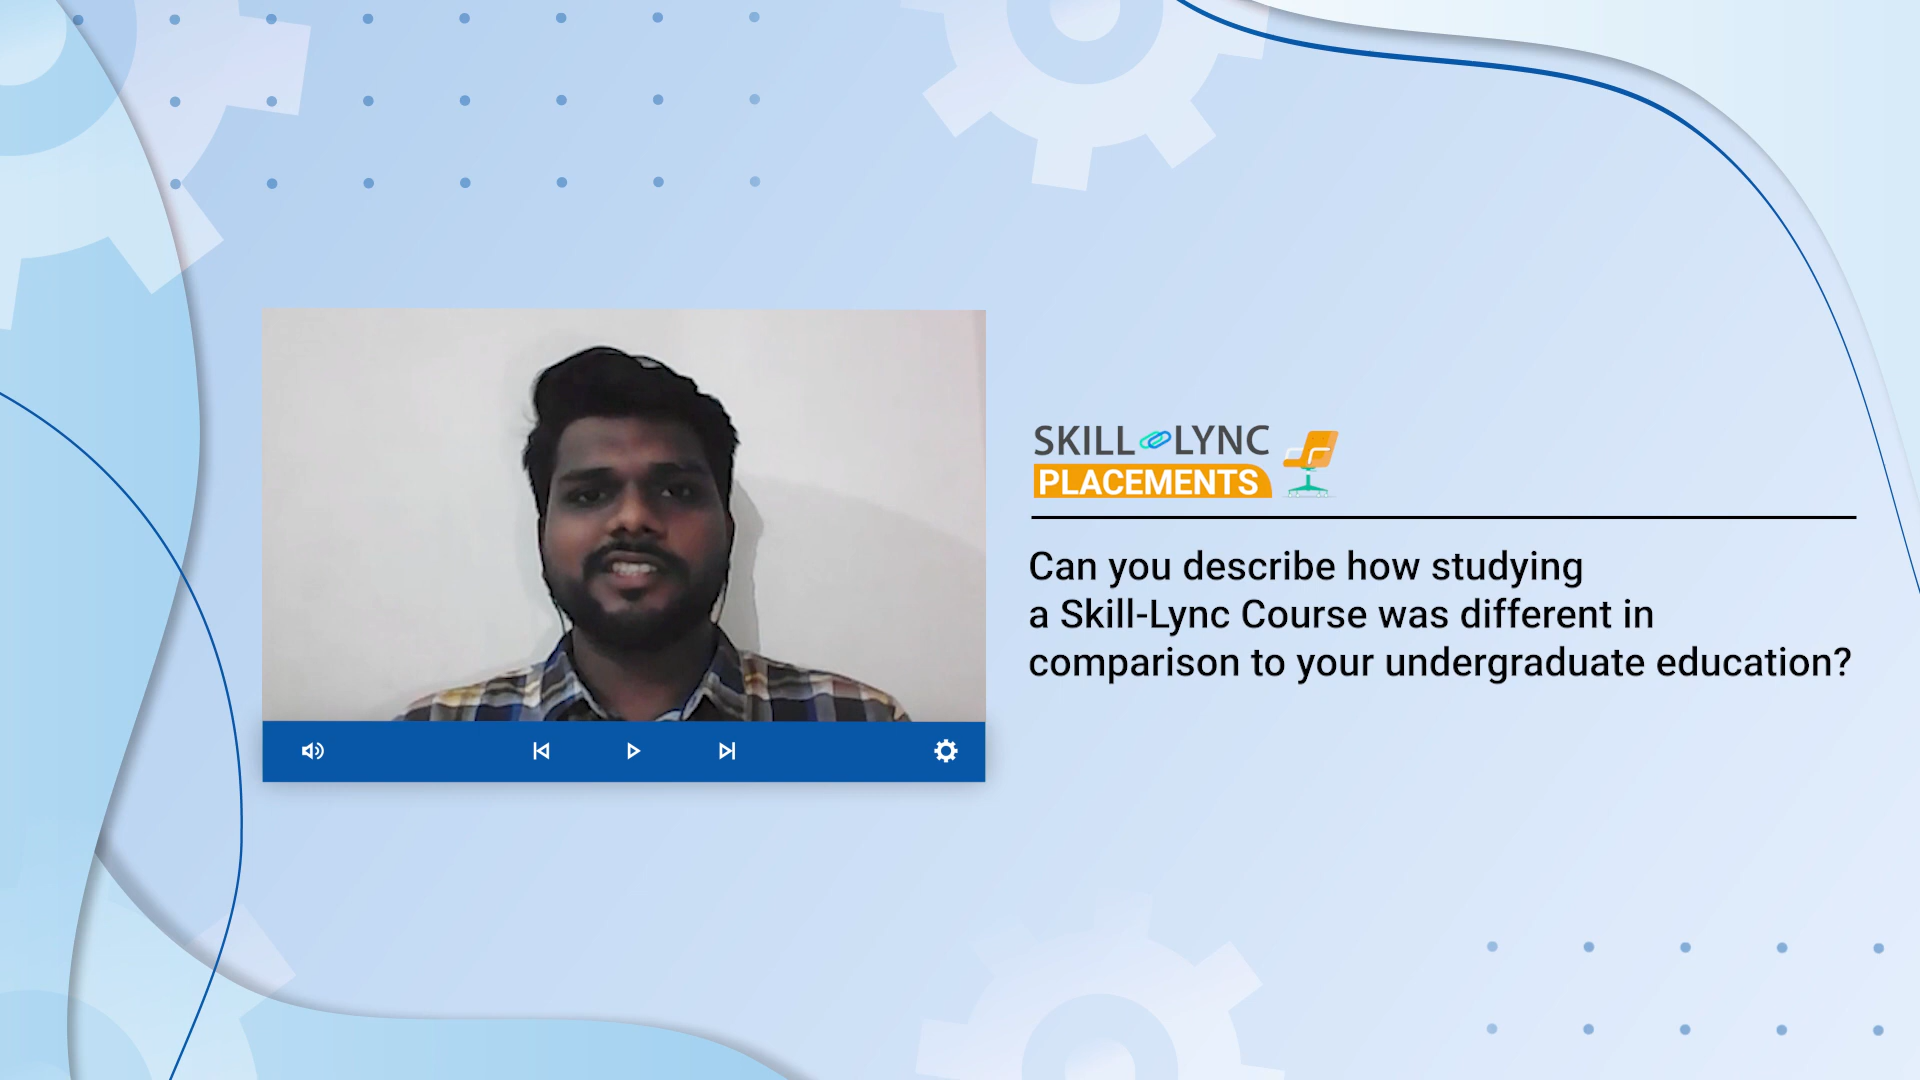 SKILL LYNC
PLACEMENTS
Can you describe how studying
a Skill-Lync Course was different in
comparison to your undergraduate education?